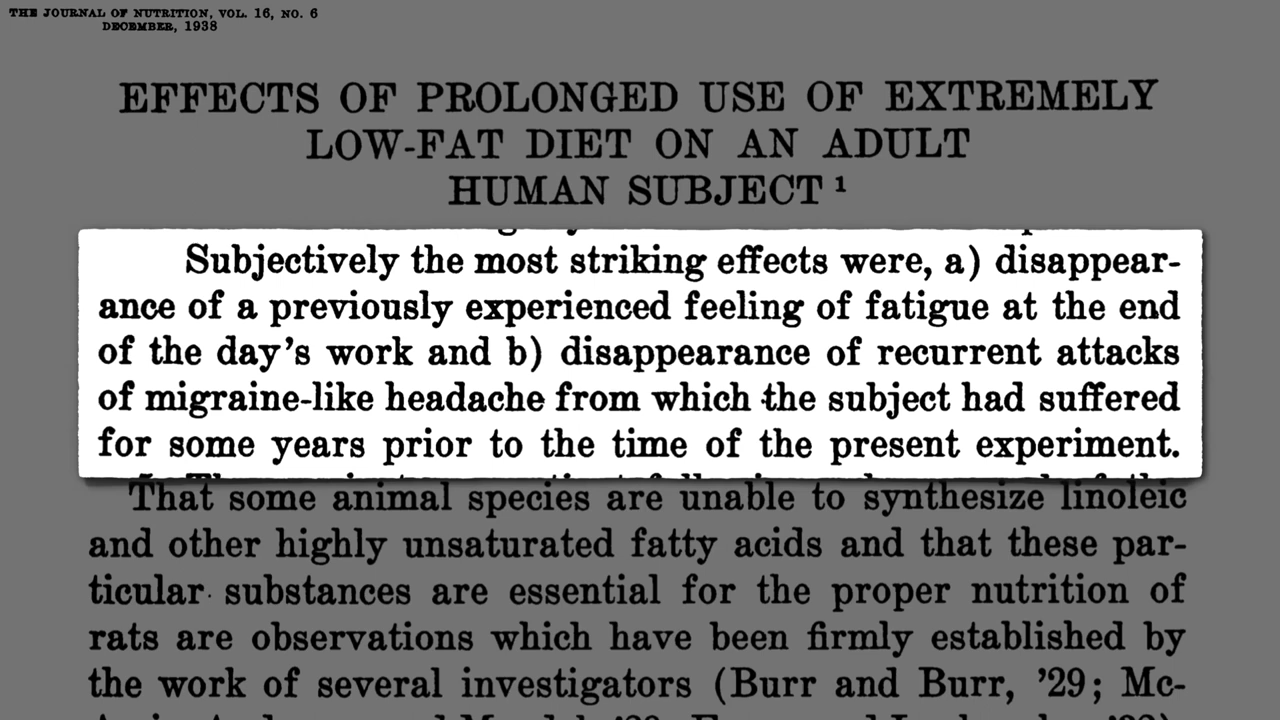 THE JOURNAL OF NUTRITION, VOL. 16, NO. 6
DECEMBER, 1938
EFFECTS OF PROLONGED USE OF EXTREMELY
LOW-FAT DIET ON AN ADULT
HUMAN SUBJECT ¹
Subjectively the most striking effects were, a) disappear-
ance of a previously experienced feeling of fatigue at the end
of the day's work and b) disappearance of recurrent attacks
of migraine-like headache from which the subject had suffered
for some years prior to the time of the present experiment.
That some animal species are unable to synthesize linoleic
and other highly unsaturated fatty acids and that these par-
ticular substances are essential for the proper nutrition of
rats are observations which have been firmly established by
the work of several investigators (Burr and Burr, '29; Mc-